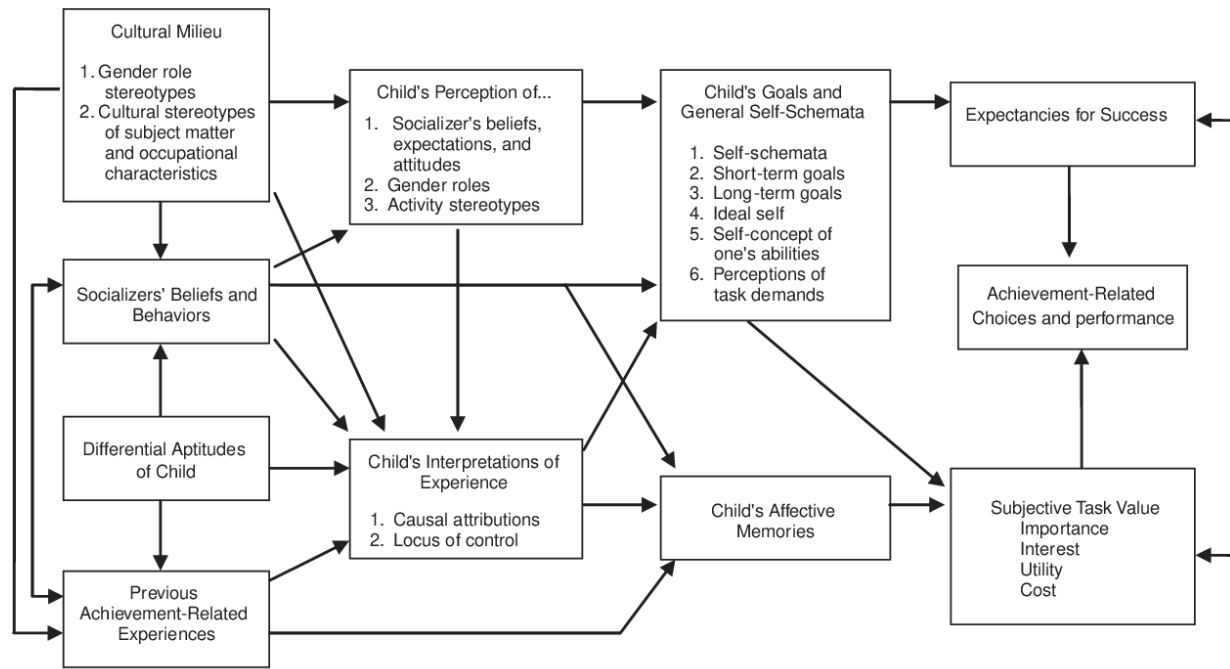 Cultural Milieu
1. Gender role
stereotypes
2. Cultural stereotypes
of subject matter
and occupational
characteristics
Socializers' Beliefs and
Behaviors
Differential Aptitudes
of Child
Previous
Achievement-Related
Experiences
Child's Perception of...
1. Socializer's beliefs,
expectations, and
attitudes
2. Gender roles
3. Activity stereotypes
Child's Interpretations of
Experience
1. Causal attributions
2. Locus of control
Child's Goals and
General Self-Schemata
1. Self-schemata
2. Short-term goals
3. Long-term goals
4. Ideal self
5. Self-concept of
one's abilities
6. Perceptions of
task demands
Child's Affective
Memories
Expectancies for Success
Achievement-Related
Choices and performance
Subjective Task Value
Importance
Interest
Utility
Cost